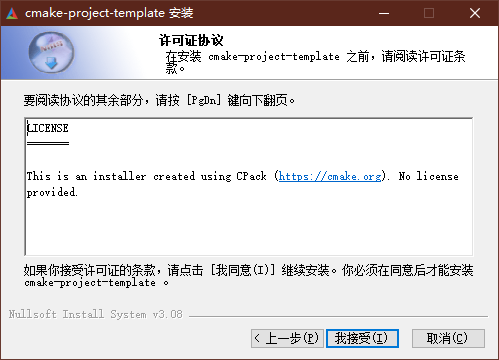 cmake-project-template 安装
许可证协议
在安装 cmake-project-template 之前，请阅读许可证条
款。
要阅读协议的其余部分，请按 [PgDn] 键向下翻页。
LICENSE
=======
This is an installer created using CPack (https://cmake.org). No license
provided.
如果你接受许可证的条款，请点击 [我同意(I)] 继续安装。你必须在同意后才能安装
cmake-project-template 。
Nullsoft Install System v3.08
< 上一步(P)
我接受(I)
取消(C)